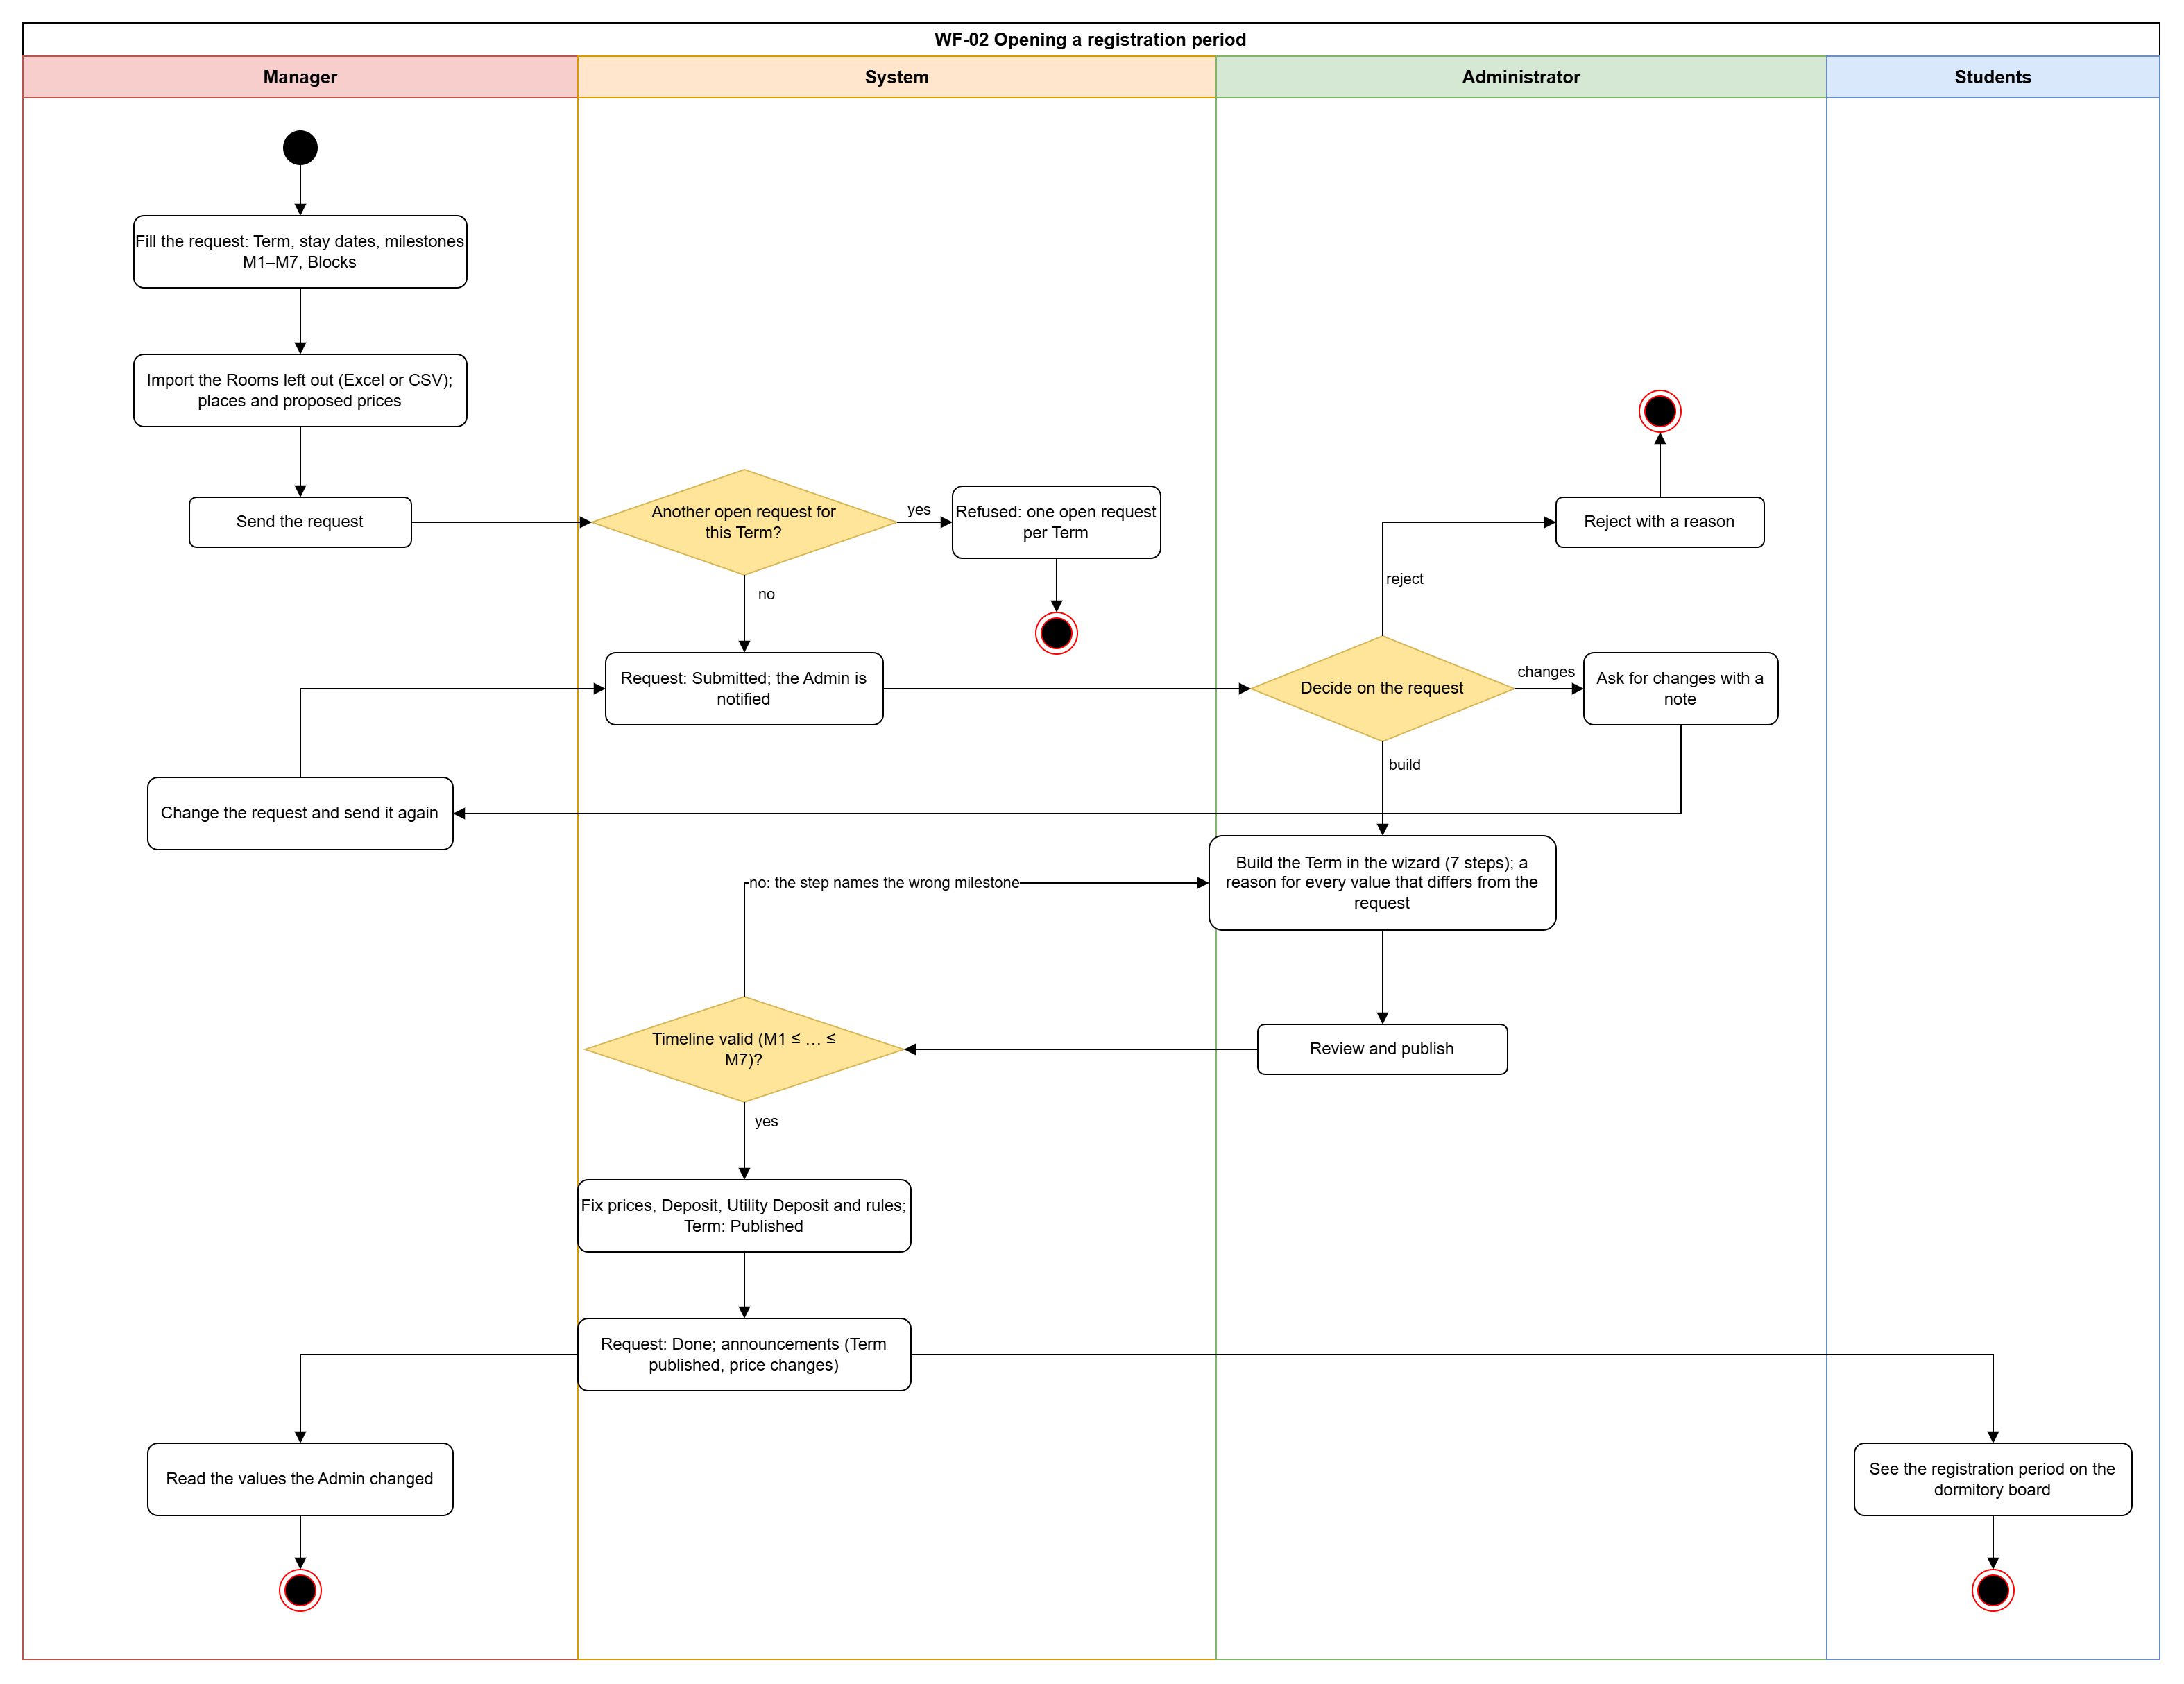 WF-02 Opening a registration period
Manager
System
Administrator
Students
Fill the request: Term, stay dates, milestones
M1–M7, Blocks
Import the Rooms left out (Excel or CSV);
places and proposed prices
Send the request
Another open request for
this Term?
yes
Refused: one open request
per Term
no
Reject with a reason
reject
Request: Submitted; the Admin is
notified
Decide on the request
changes
Ask for changes with a
note
build
Change the request and send it again
Build the Term in the wizard (7 steps); a
reason for every value that differs from the
request
no: the step names the wrong milestone
Timeline valid (M1 ≤ … ≤
M7)?
Review and publish
yes
Fix prices, Deposit, Utility Deposit and rules;
Term: Published
Request: Done; announcements (Term
published, price changes)
Read the values the Admin changed
See the registration period on the
dormitory board